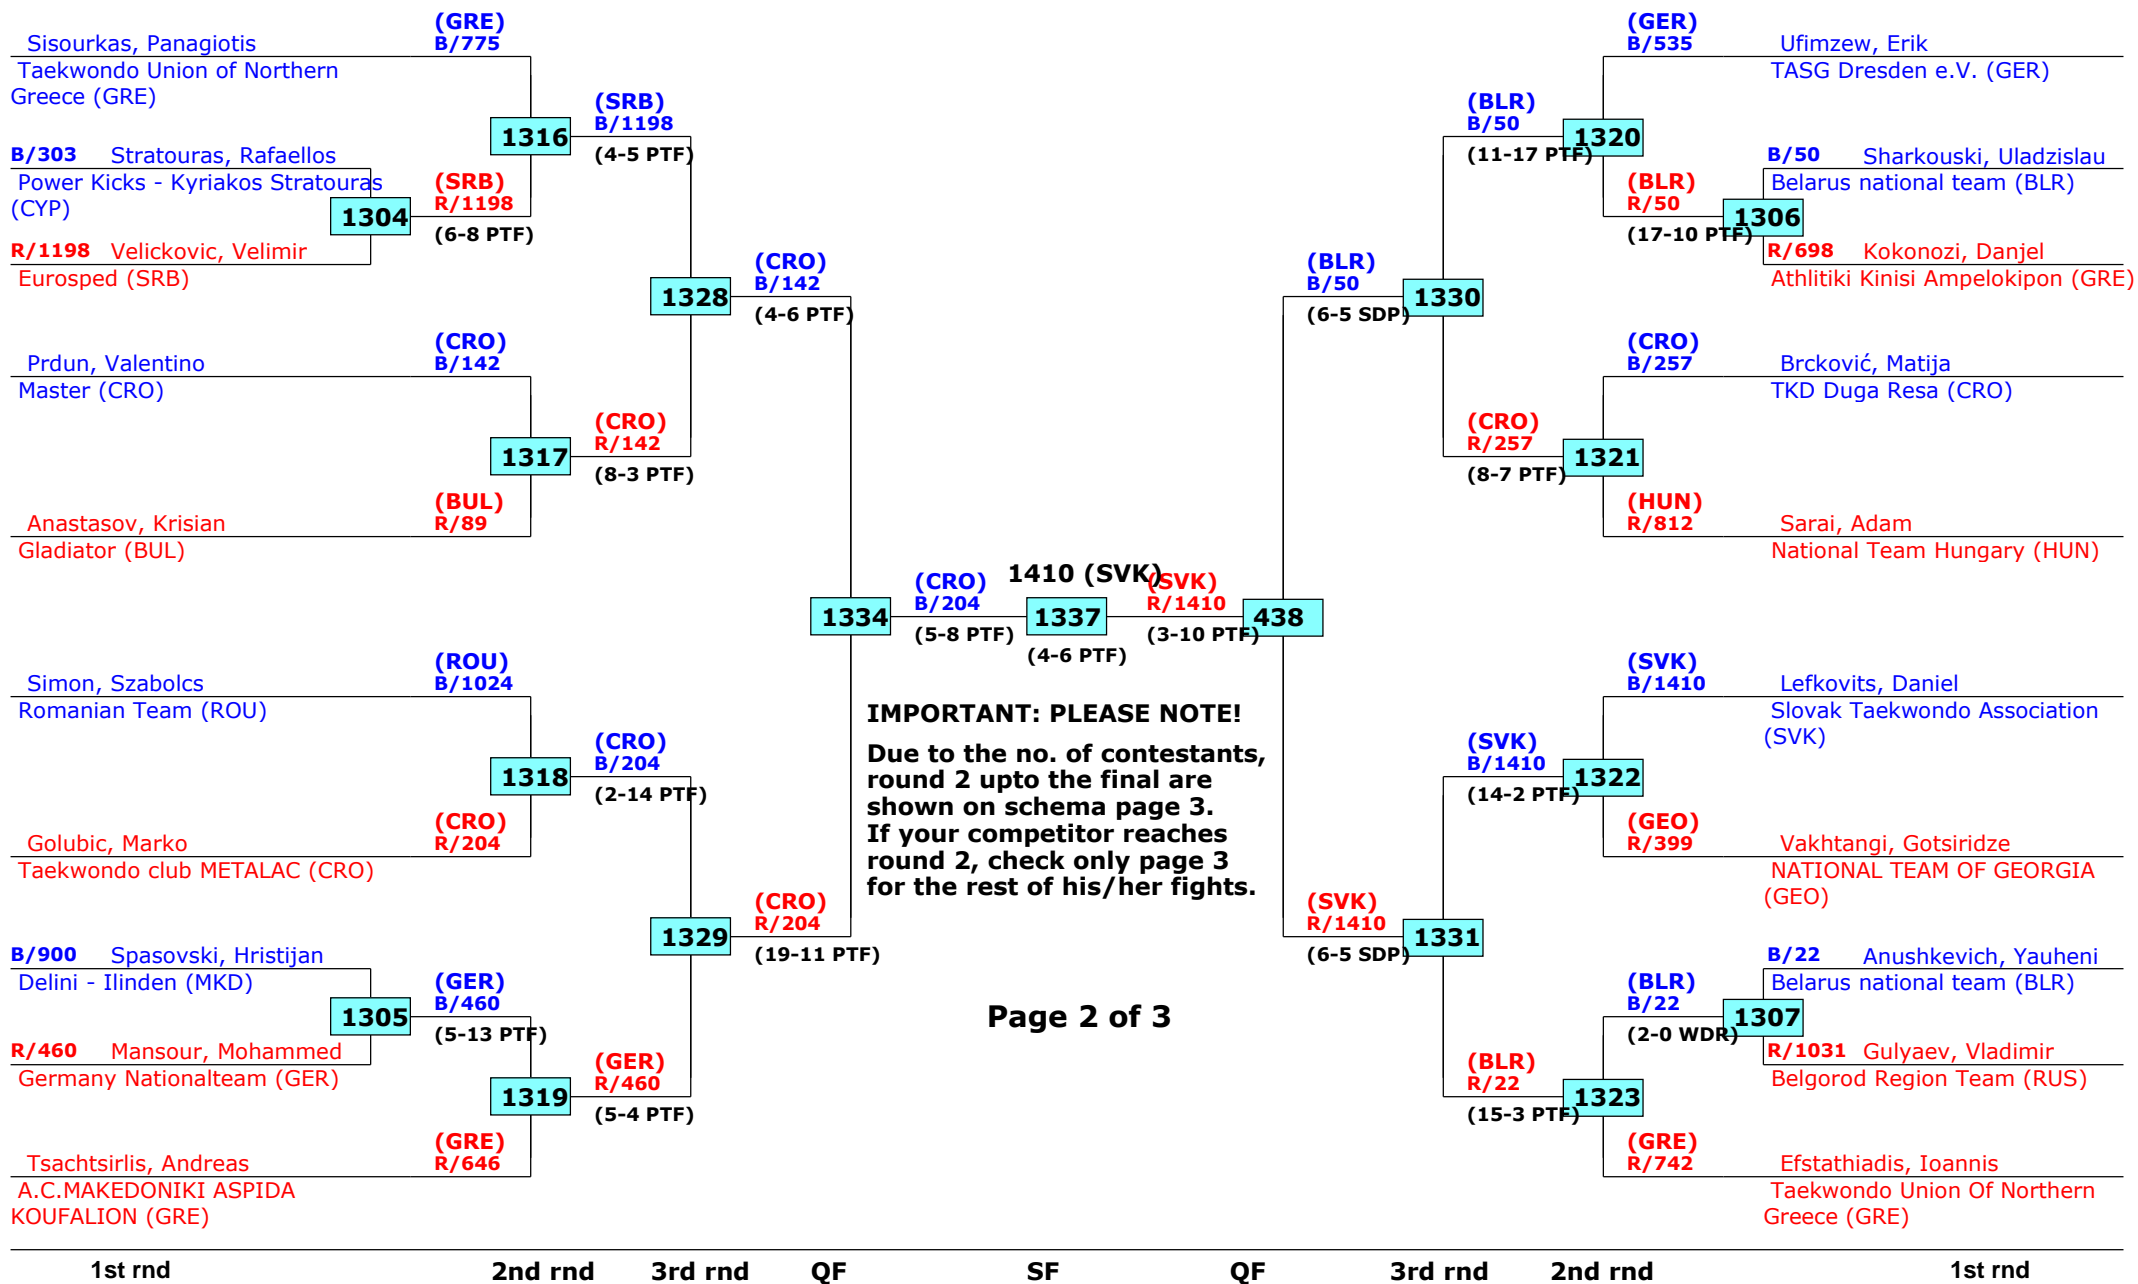 (GRE)
Sisourkas, Panagiotis B/775
Taekwondo Union of Northern
Greece (GRE)
(SRB)
B/1198
1316
(4-5 PTF)
B/303 Stratouras, Rafaellos
Power Kicks - Kyriakos Stratouras
(CYP)
(SRB)
R/1198
1304
(6-8 PTF)
R/1198 Velickovic, Velimir
Eurosped (SRB)
(CRO)
B/142
1328
(4-6 PTF)
(CRO)
Prdun, Valentino B/142
Master (CRO)
(CRO)
R/142
1317
(8-3 PTF)
(BUL)
Anastasov, Krisian R/89
Gladiator (BUL)
1334
(CRO)
B/204
(5-8 PTF)
1410 (SVK)
1337
(4-6 PTF)
(SVK)
R/1410
(3-10 PTF)
438
(ROU)
Simon, Szabolcs B/1024
Romanian Team (ROU)
(CRO)
B/204
1318
(2-14 PTF)
(CRO)
Golubic, Marko R/204
Taekwondo club METALAC (CRO)
(CRO)
R/204
1329
(19-11 PTF)
B/900 Spasovski, Hristijan
Delini - Ilinden (MKD)
(GER)
B/460
1305
(5-13 PTF)
R/460 Mansour, Mohammed
Germany Nationalteam (GER)
(GER)
R/460
1319
(5-4 PTF)
(GRE)
Tsachtsirlis, Andreas R/646
A.C.MAKEDONIKI ASPIDA
KOUFALION (GRE)
IMPORTANT: PLEASE NOTE!
Due to the no. of contestants,
round 2 upto the final are
shown on schema page 3.
If your competitor reaches
round 2, check only page 3
for the rest of his/her fights.
Page 2 of 3
(GER)
B/535 Ufimzew, Erik
TASG Dresden e.V. (GER)
(BLR)
B/50
1320
(11-17 PTF)
B/50 Sharkouski, Uladzislau
Belarus national team (BLR)
(BLR)
R/50
1306
(17-10 PTF)
R/698 Kokonozi, Danjel
Athlitiki Kinisi Ampelokipon (GRE)
(BLR)
B/50
1330
(6-5 SDP)
(CRO)
B/257 Brcković, Matija
TKD Duga Resa (CRO)
(CRO)
R/257
1321
(8-7 PTF)
(HUN)
R/812 Sarai, Adam
National Team Hungary (HUN)
(SVK)
B/1410 Lefkovits, Daniel
Slovak Taekwondo Association
(SVK)
(SVK)
B/1410
1322
(14-2 PTF)
(GEO)
R/399 Vakhtangi, Gotsiridze
NATIONAL TEAM OF GEORGIA
(GEO)
(SVK)
R/1410
1331
(6-5 SDP)
B/22 Anushkevich, Yauheni
Belarus national team (BLR)
(BLR)
B/22
1307
(2-0 WDR)
R/1031 Gulyaev, Vladimir
Belgorod Region Team (RUS)
(BLR)
R/22
1323
(15-3 PTF)
(GRE)
R/742 Efstathiadis, Ioannis
Taekwondo Union Of Northern
Greece (GRE)
1st rnd 2nd rnd 3rd rnd QF SF QF 3rd rnd 2nd rnd 1st rnd